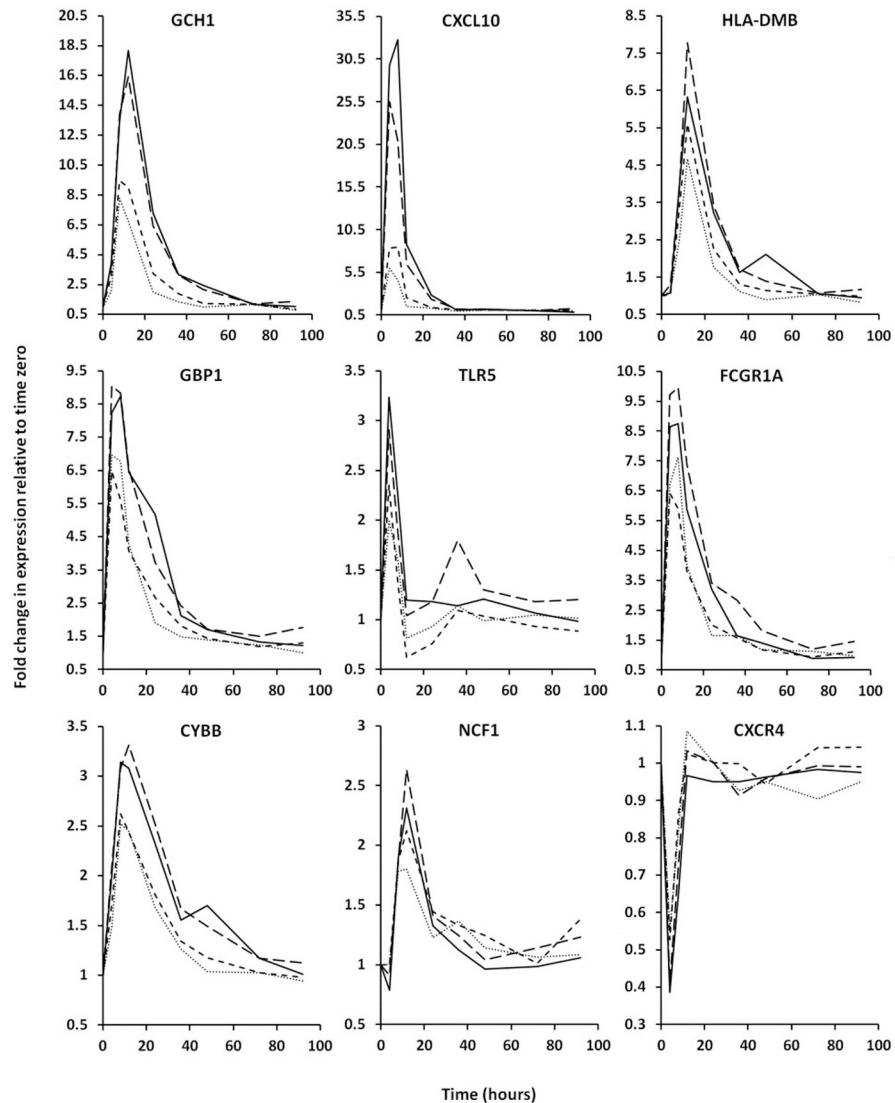 GCH1 CXCL10 HLA-DMB
20.5 35.5 8.5
18.5 30.5 7.5
16.5 25.5 6.5
14.5 20.5 5.5
12.5 15.5 4.5
10.5 10.5 3.5
8.5 5.5 2.5
6.5 0.5 1.5
4.5 0.5
2.5
0.5
0 20 40 60 80 100 0 20 40 60 80 100 0 20 40 60 80 100
Fold change in expression relative to time zero
GBP1 TLR5 FCGR1A
9.5 3.5 10.5
8.5 3 9.5
7.5 2.5 8.5
6.5 2 7.5
5.5 1.5 6.5
4.5 1 5.5
3.5 0.5 4.5
2.5 3.5
1.5 2.5
0.5 1.5
0.5
0 20 40 60 80 100 0 20 40 60 80 100 0 20 40 60 80 100
CYBB NCF1 CXCR4
3.5 3 1.1
3 2.5 1
2.5 2 0.9
2 1.5 0.8
1.5 1 0.7
1 0.5 0.6
0.5 0.5
0.4
0.3
0 20 40 60 80 100 0 20 40 60 80 100 0 20 40 60 80 100
Time (hours)